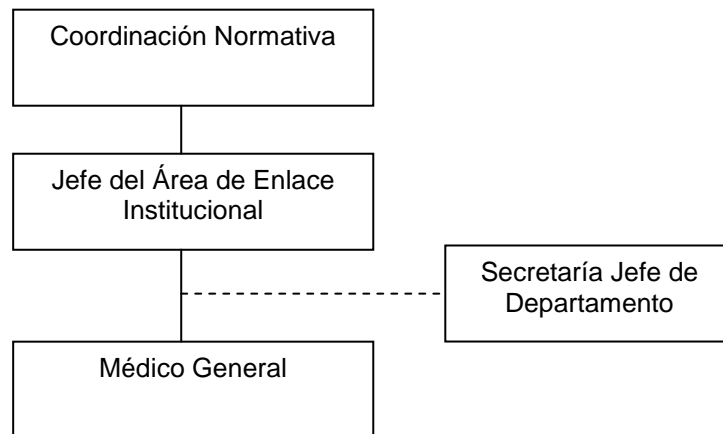 Coordinación Normativa
Jefe del Área de Enlace
Institucional
Secretaría Jefe de
Departamento
Médico General